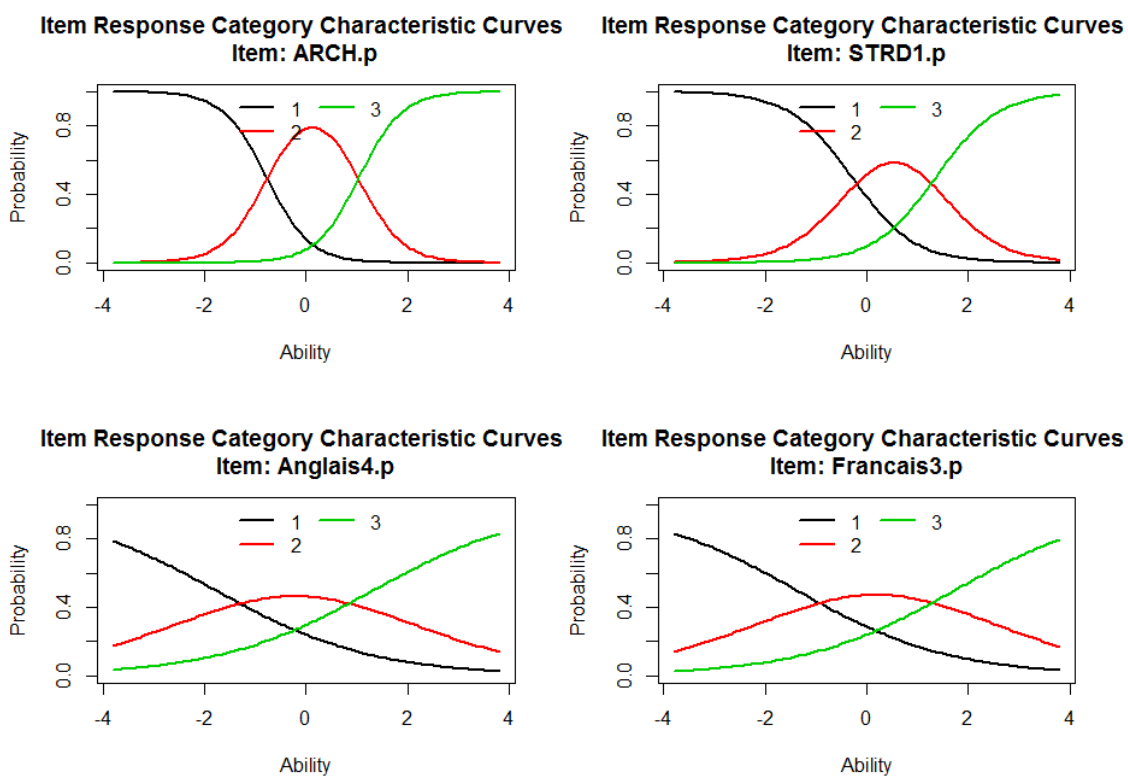 Item Response Category Characteristic Curves
Item: ARCH.p
1 3
2
Probability
0.0 0.4 0.8
-4 -2 0 2 4
Ability
Item Response Category Characteristic Curves
Item: STRD1.p
1 3
2
Probability
0.0 0.4 0.8
-4 -2 0 2 4
Ability
Item Response Category Characteristic Curves
Item: Anglais4.p
1 3
2
Probability
0.0 0.4 0.8
-4 -2 0 2 4
Ability
Item Response Category Characteristic Curves
Item: Francais3.p
1 3
2
Probability
0.0 0.4 0.8
-4 -2 0 2 4
Ability